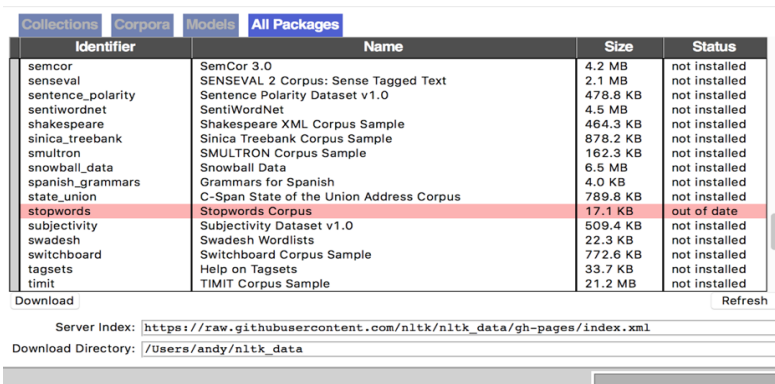 Collections Corpora Models All Packages
Identifier Name Size Status
semcor SemCor 3.0 4.2 MB not installed
senseval SENSEVAL 2 Corpus: Sense Tagged Text 2.1 MB not installed
sentence_polarity Sentence Polarity Dataset v1.0 478.8 KB not installed
sentiwordnet SentiWordNet 4.5 MB not installed
shakespeare Shakespeare XML Corpus Sample 464.3 KB not installed
sinica_treebank Sinica Treebank Corpus Sample 878.2 KB not installed
smultron SMULTRON Corpus Sample 162.3 KB not installed
snowball_data Snowball Data 6.5 MB not installed
spanish_grammars Grammars for Spanish 4.0 KB not installed
state_union C-Span State of the Union Address Corpus 789.8 KB not installed
stopwords Stopwords Corpus 17.1 KB out of date
subjectivity Subjectivity Dataset v1.0 509.4 KB not installed
swadesh Swadesh Wordlists 22.3 KB not installed
switchboard Switchboard Corpus Sample 772.6 KB not installed
tagsets Help on Tagsets 33.7 KB not installed
timit TIMIT Corpus Sample 21.2 MB not installed
Download Refresh
Server Index: https://raw.githubusercontent.com/nltk/nltk_data/gh-pages/index.xml
Download Directory: /Users/andy/nltk_data